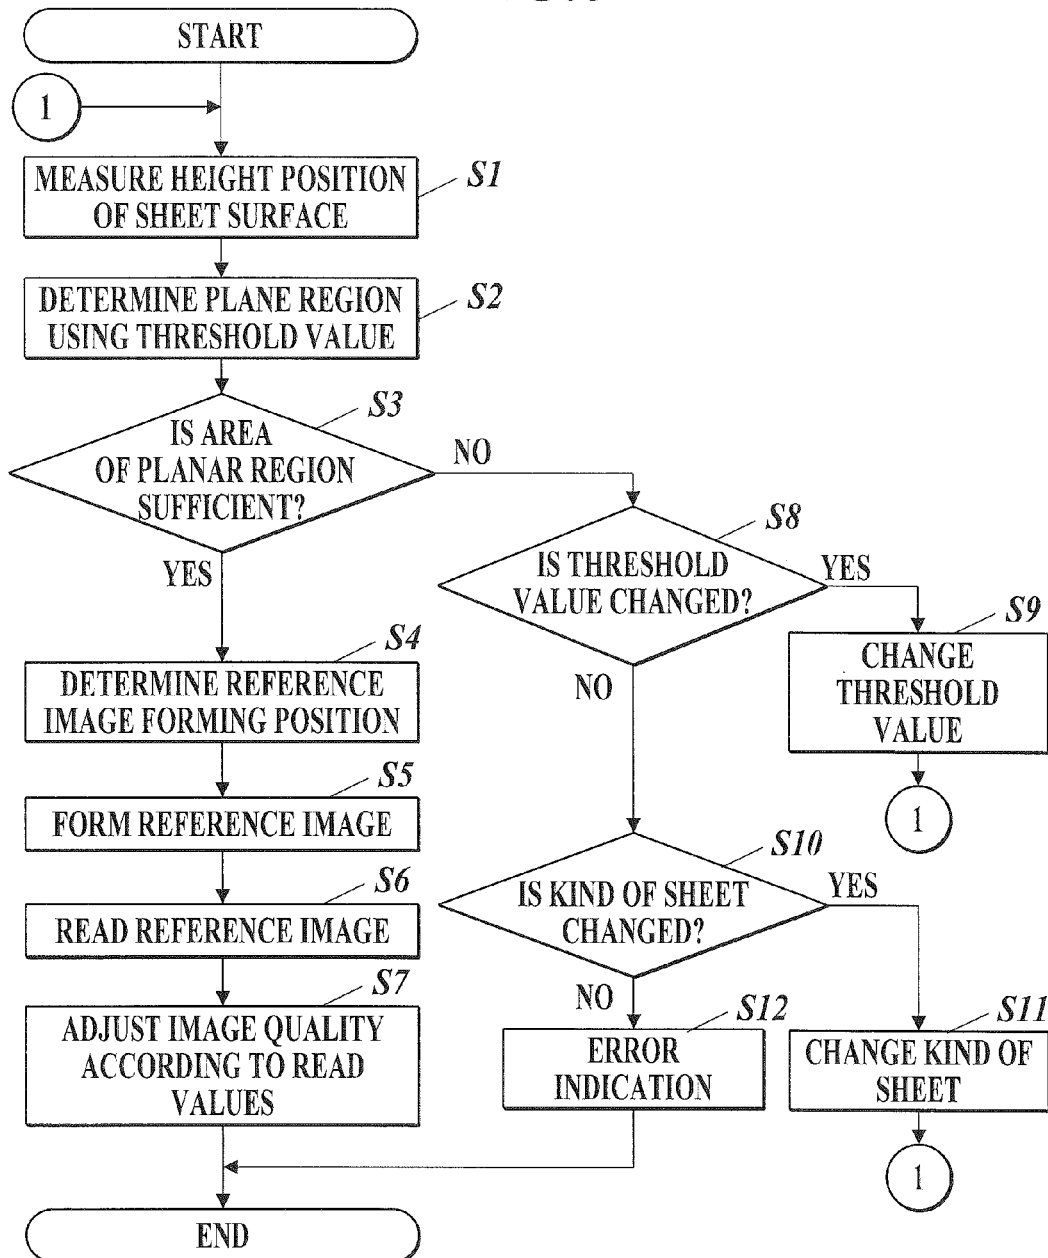 START
1
MEASURE HEIGHT POSITION
OF SHEET SURFACE
S1
DETERMINE PLANE REGION
USING THRESHOLD VALUE
S2
IS AREA
OF PLANAR REGION
SUFFICIENT?
S3
NO
YES
IS THRESHOLD
VALUE CHANGED?
S8
YES
NO
CHANGE
THRESHOLD
VALUE
S9
1
DETERMINE REFERENCE
IMAGE FORMING POSITION
S4
FORM REFERENCE IMAGE
S5
READ REFERENCE IMAGE
S6
ADJUST IMAGE QUALITY
ACCORDING TO READ
VALUES
S7
IS KIND OF SHEET
CHANGED?
S10
YES
NO
ERROR
INDICATION
S12
CHANGE KIND OF
SHEET
S11
1
END